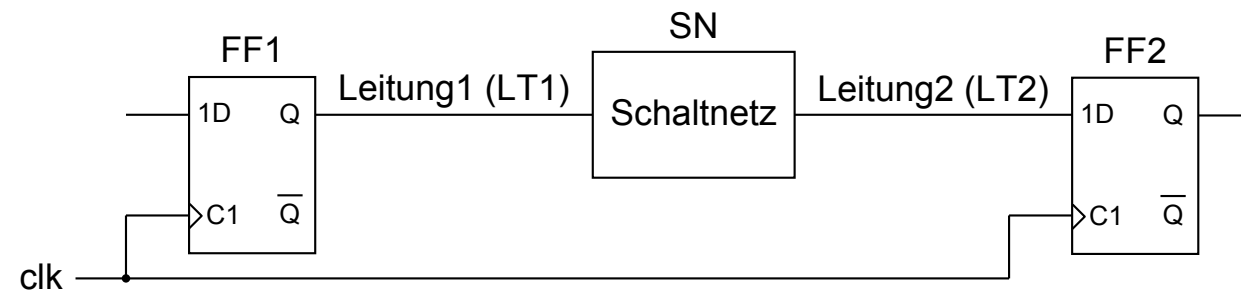 SN
FF1
FF2
Leitung1 (LT1)
Leitung2 (LT2)
1D Q
Schaltnetz
1D Q
C1 Q
C1 Q
clk